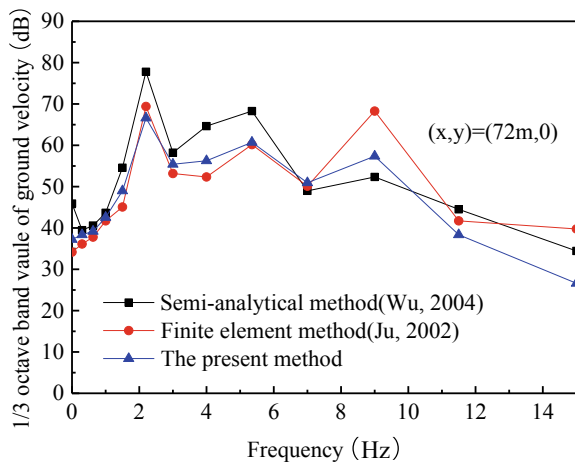 1/3 octave band vaule of ground velocity (dB)
90
80
70
60
50
40
30
20
10
0
(x,y)=(72m,0)
Semi-analytical method(Wu, 2004)
Finite element method(Ju, 2002)
The present method
0 2 4 6 8 10 12 14
Frequency (Hz)